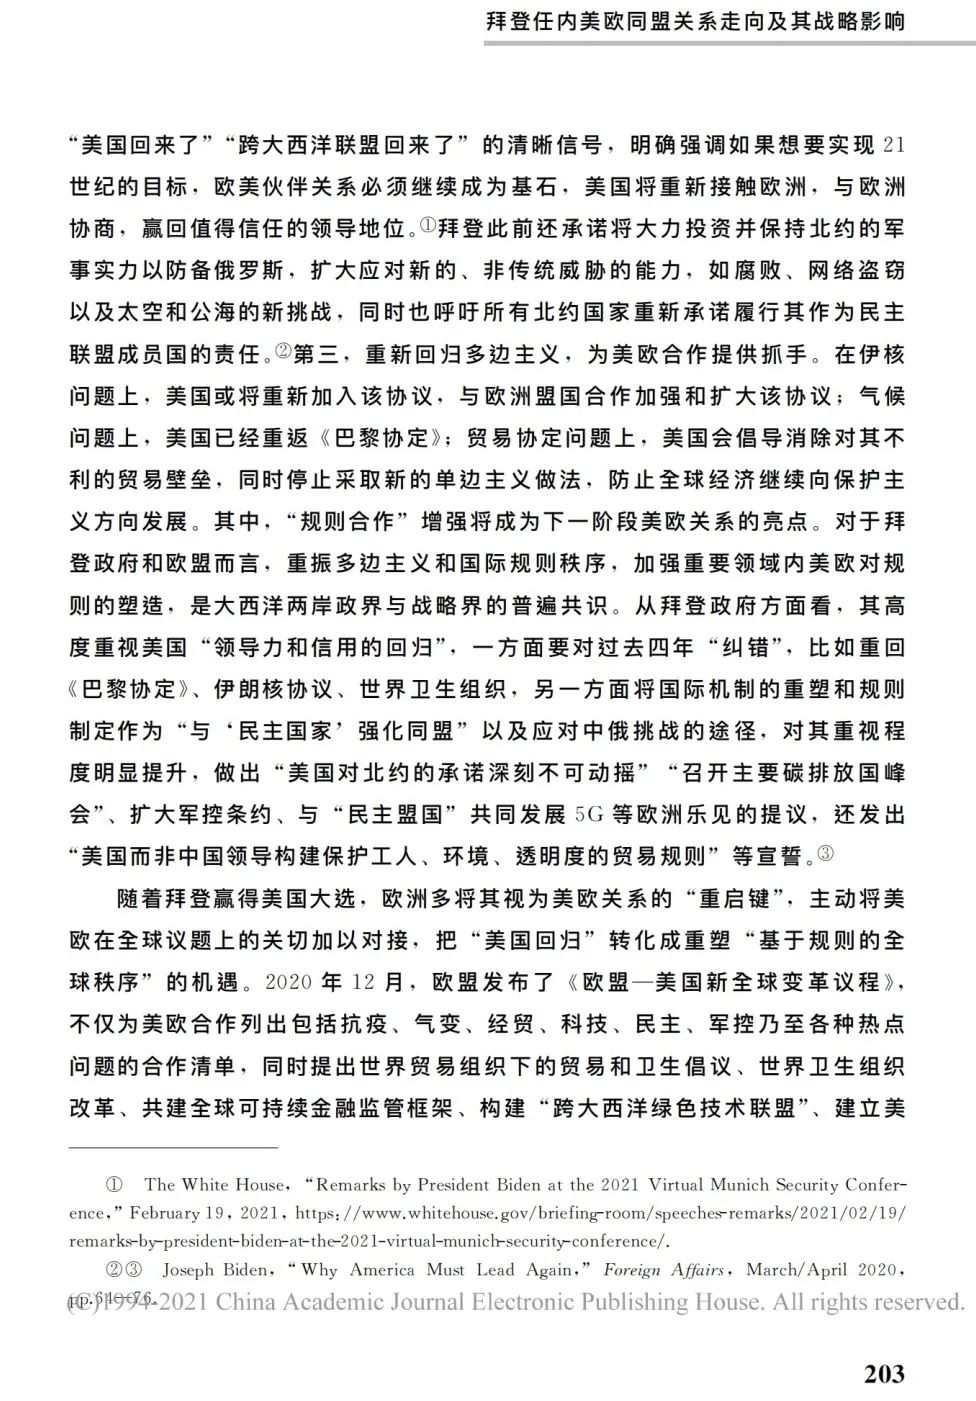 拜登任内美欧同盟关系走向及其战略影响
“美国回来了”“跨大西洋联盟回来了”的清晰信号，明确强调如果想要实现 21
世纪的目标，欧美伙伴关系必须继续成为基石，美国将重新接触欧洲，与欧洲
协商，赢回值得信任的领导地位。①拜登此前还承诺将大力投资并保持北约的军
事实力以防备俄罗斯，扩大应对新的、非传统威胁的能力，如腐败、网络盗窃
以及太空和公海的新挑战，同时也呼吁所有北约国家重新承诺履行其作为民主
联盟成员国的责任。②第三，重新回归多边主义，为美欧合作提供抓手。在伊核
问题上，美国或将重新加入该协议，与欧洲盟国合作加强和扩大该协议；气候
问题上，美国已经重返《巴黎协定》；贸易协定问题上，美国会倡导消除对其不
利的贸易壁垒，同时停止采取新的单边主义做法，防止全球经济继续向保护主
义方向发展。其中，“规则合作”增强将成为下一阶段美欧关系的亮点。对于拜
登政府和欧盟而言，重振多边主义和国际规则秩序，加强重要领域内美欧对规
则的塑造，是大西洋两岸政界与战略界的普遍共识。从拜登政府方面看，其高
度重视美国“领导力和信用的回归”，一方面要对过去四年“纠错”，比如重回
《巴黎协定》、伊朗核协议、世界卫生组织，另一方面将国际机制的重塑和规则
制定作为“与‘民主国家’强化同盟”以及应对中俄挑战的途径，对其重视程
度明显提升，做出“美国对北约的承诺深刻不可动摇”“召开主要碳排放国峰
会”、扩大军控条约、与“民主盟国”共同发展 5G 等欧洲乐见的提议，还发出
“美国而非中国领导构建保护工人、环境、透明度的贸易规则”等宣誓。③
随着拜登赢得美国大选，欧洲多将其视为美欧关系的“重启键”，主动将美
欧在全球议题上的关切加以对接，把“美国回归”转化成重塑“基于规则的全
球秩序”的机遇。2020 年 12 月，欧盟发布了《欧盟—美国新全球变革议程》，
不仅为美欧合作列出包括抗疫、气变、经贸、科技、民主、军控乃至各种热点
问题的合作清单，同时提出世界贸易组织下的贸易和卫生倡议、世界卫生组织
改革、共建全球可持续金融监管框架、构建“跨大西洋绿色技术联盟”、建立美
① The White House, “Remarks by President Biden at the 2021 Virtual Munich Security Confer-
ence,” February 19, 2021, https://www.whitehouse.gov/briefing-room/speeches-remarks/2021/02/19/
remarks-by-president-biden-at-the-2021-virtual-munich-security-conference/.
②③ Joseph Biden, “Why America Must Lead Again,” Foreign Affairs, March/April 2020,
pp.64—76.
(C)1994-2021 China Academic Journal Electronic Publishing House. All rights reserved.
203